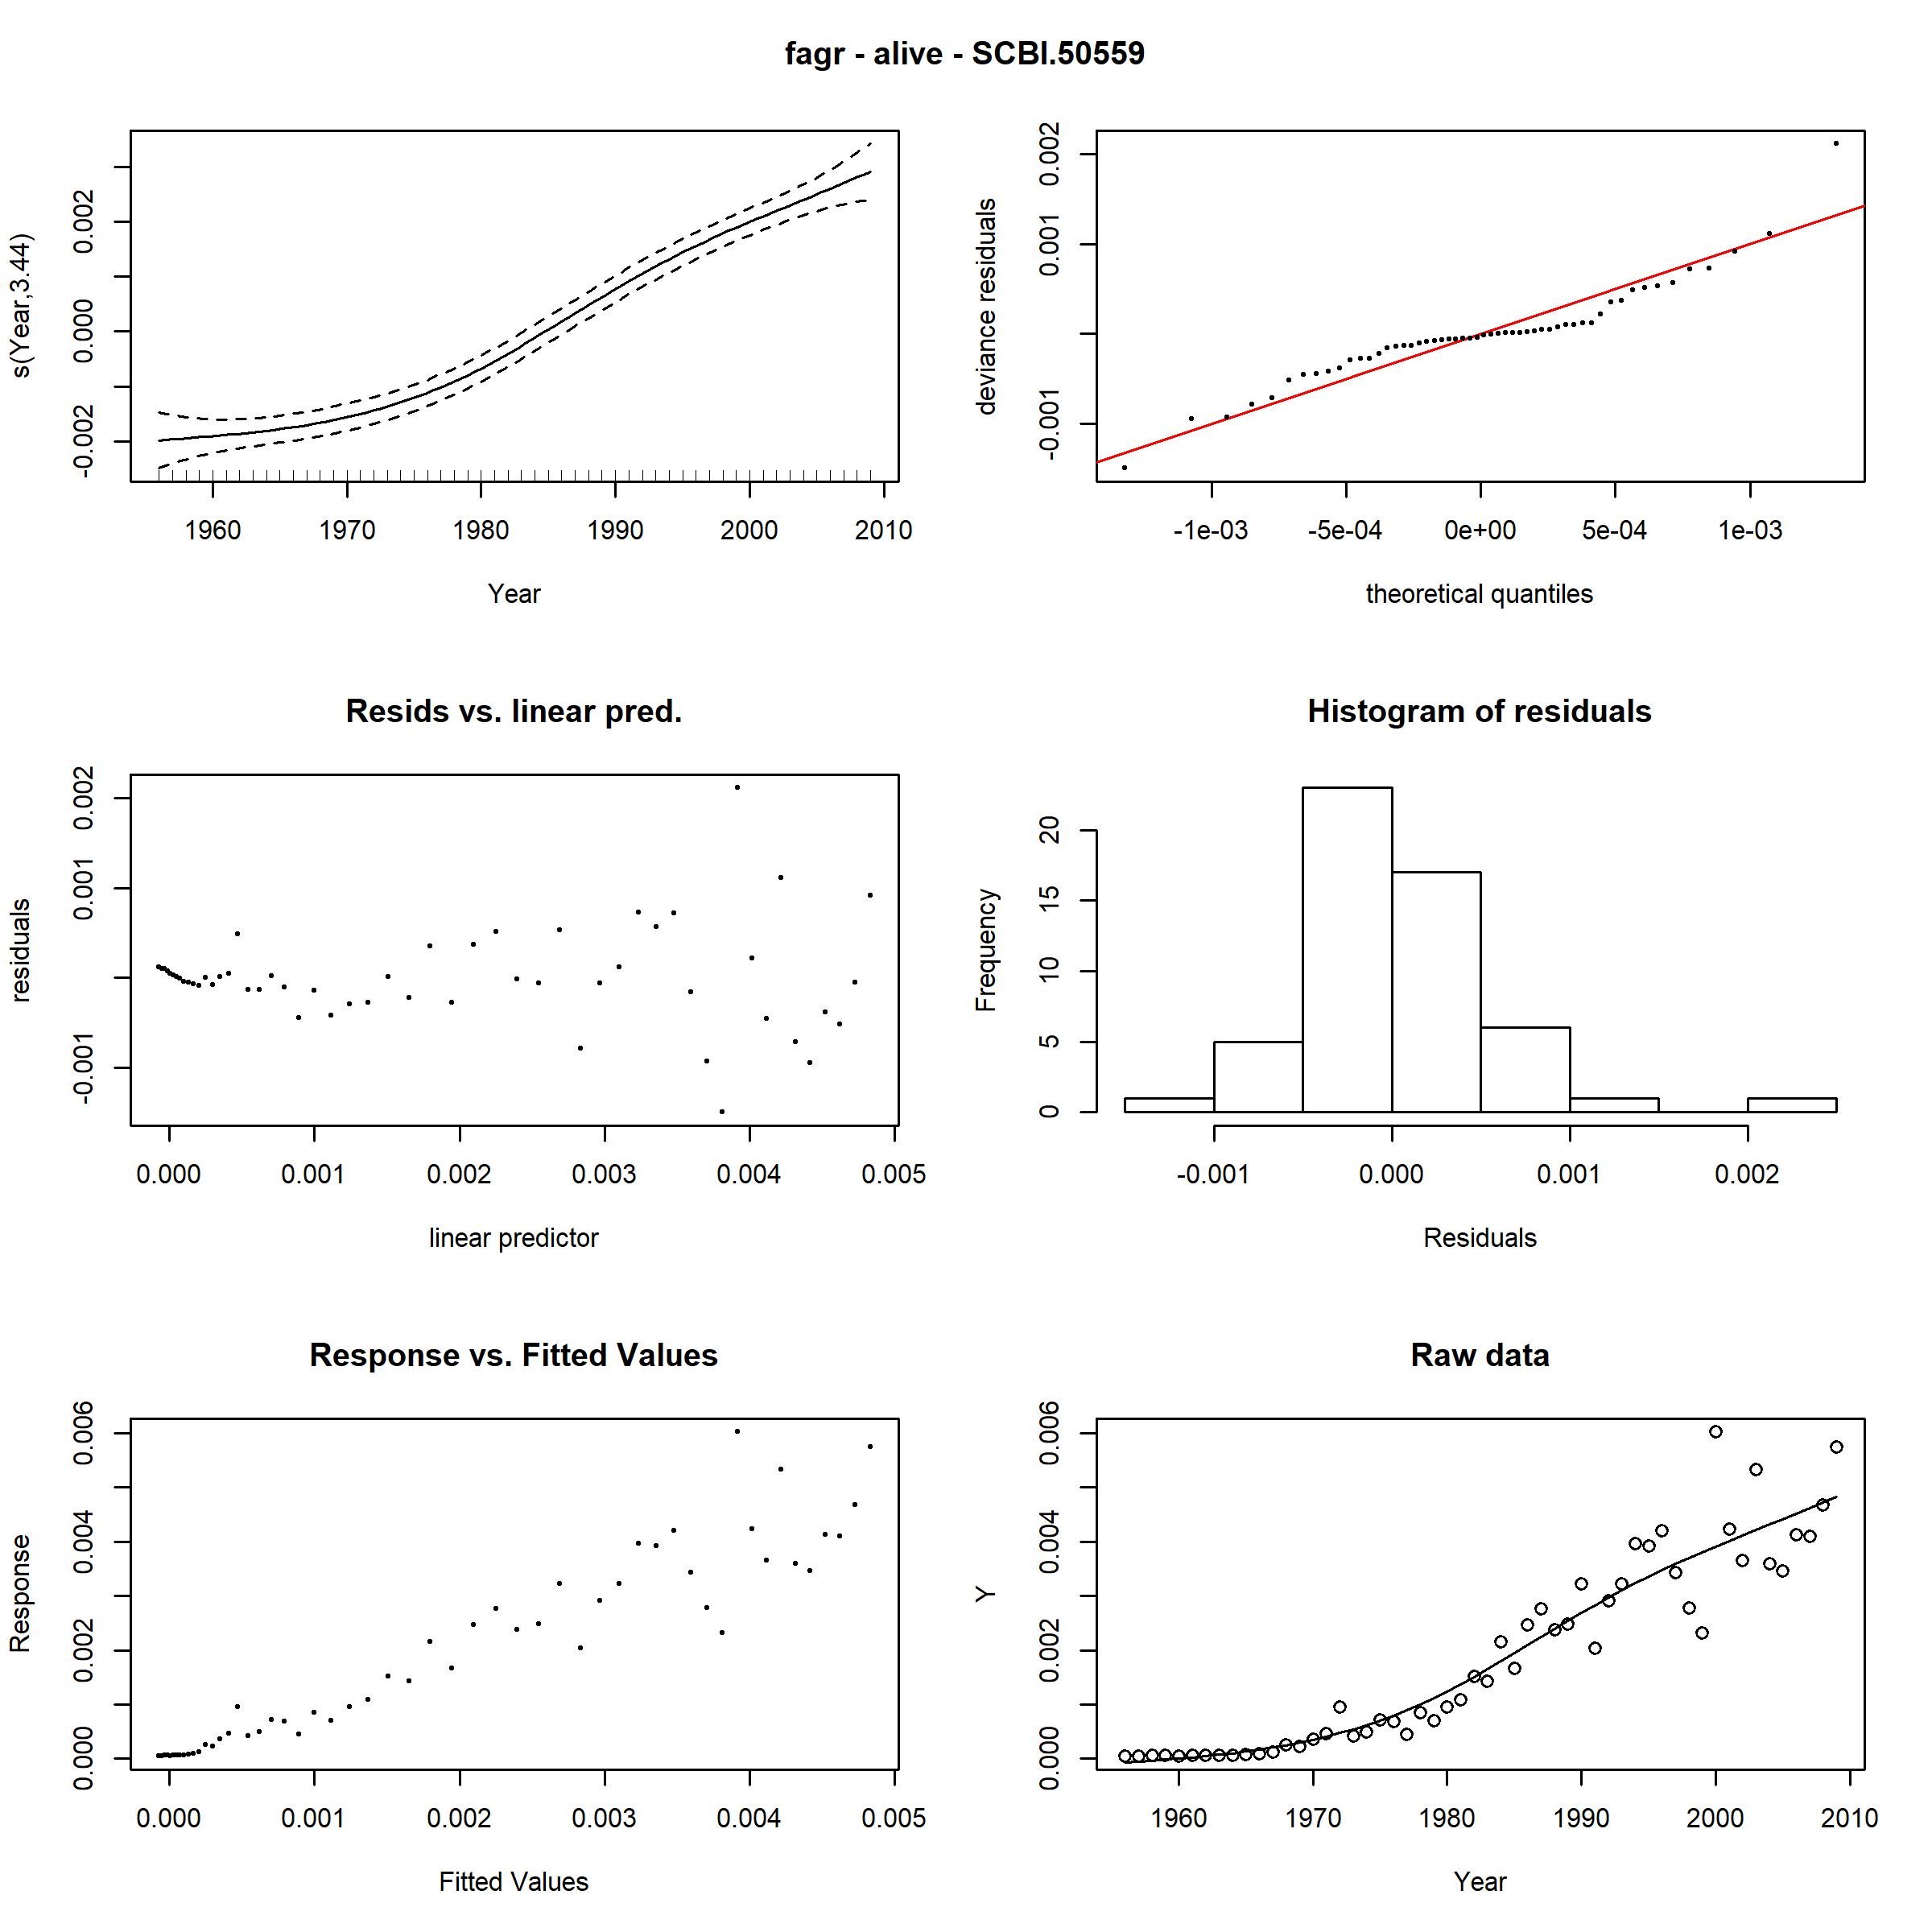 fagr - alive - SCBI.50559
s(Year,3.44)
-0.002 0.000 0.002
1960 1970 1980 1990 2000 2010
Year
deviance residuals
-0.001 0.001 0.002
-1e-03 -5e-04 0e+00 5e-04 1e-03
theoretical quantiles
Resids vs. linear pred.
residuals
-0.001 0.001 0.002
0.000 0.001 0.002 0.003 0.004 0.005
linear predictor
Histogram of residuals
Frequency
0 5 10 15 20
-0.001 0.000 0.001 0.002
Residuals
Response vs. Fitted Values
Response
0.000 0.002 0.004 0.006
0.000 0.001 0.002 0.003 0.004 0.005
Fitted Values
Raw data
Y
0.000 0.002 0.004 0.006
1960 1970 1980 1990 2000 2010
Year